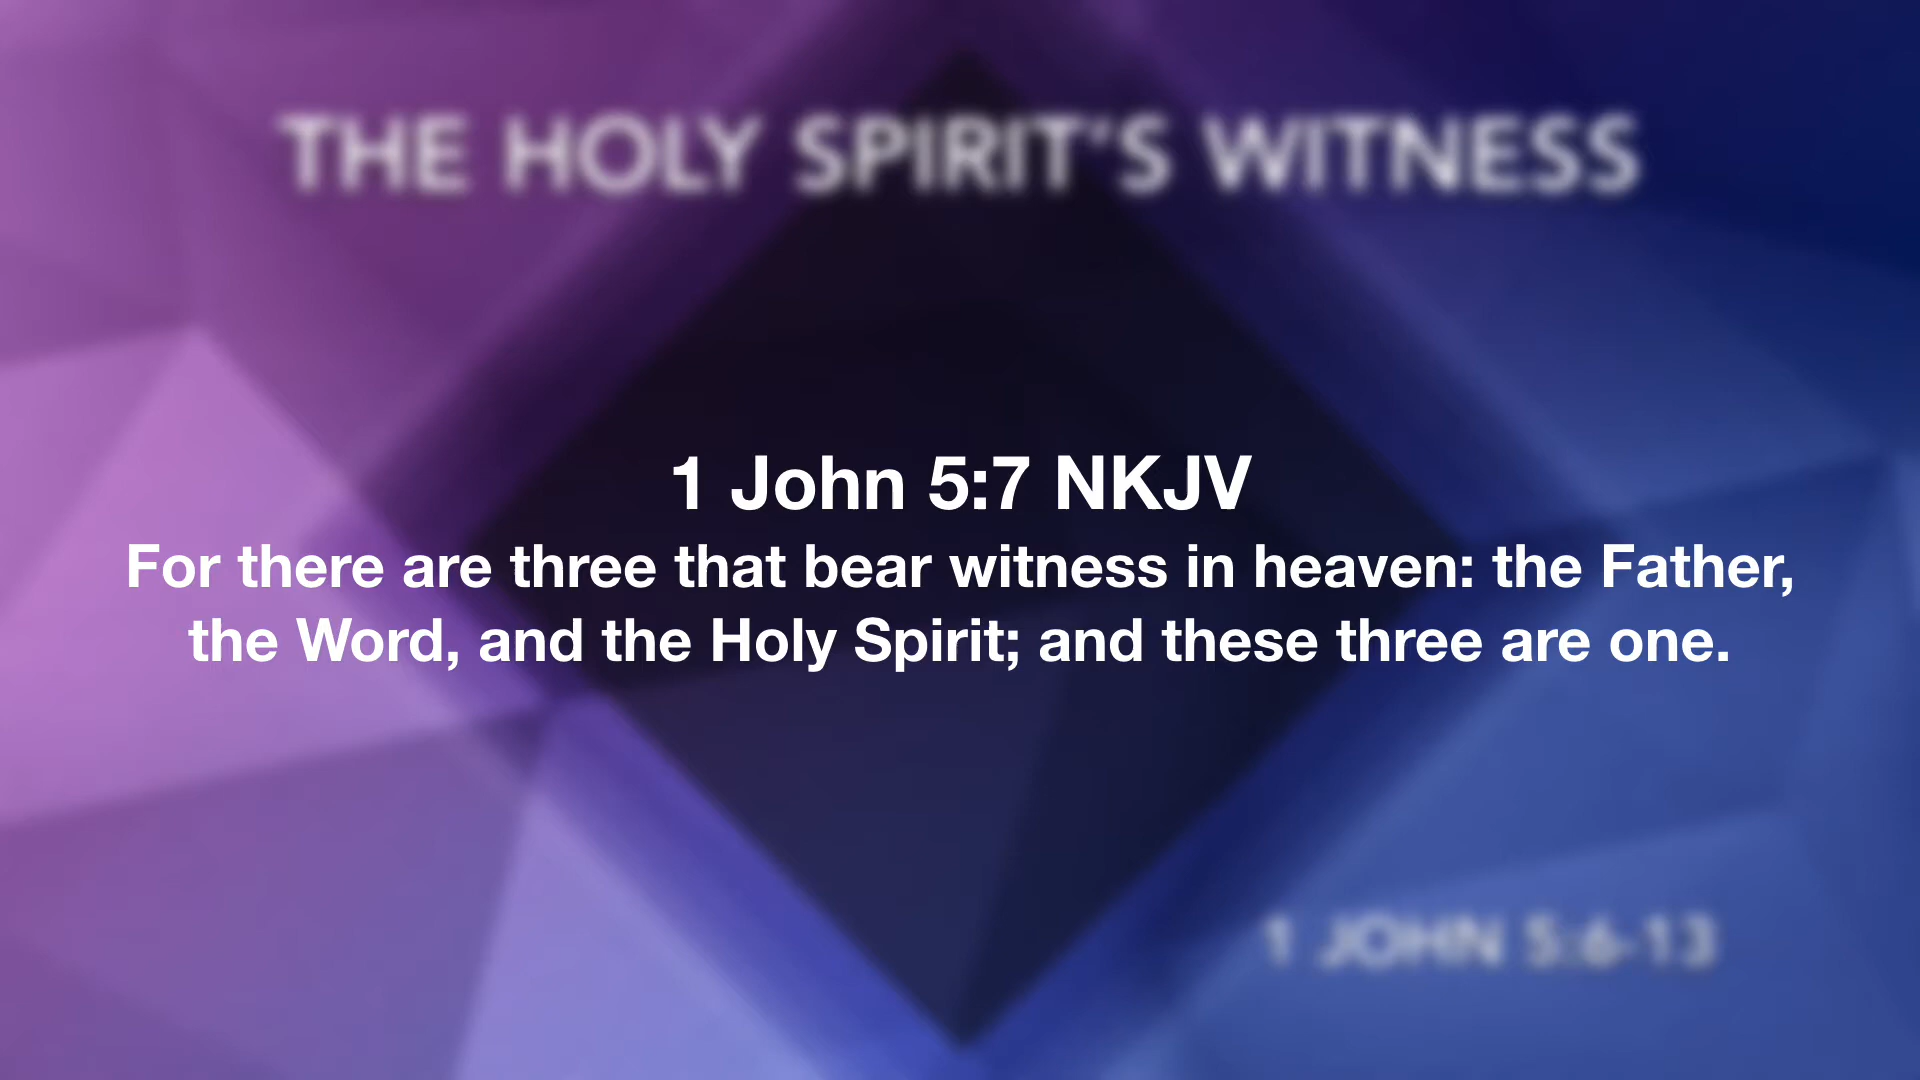 THE HOLY SPIRIT'S WITNESS
1 John 5:7 NKJV
For there are three that bear witness in heaven: the Father,
the Word, and the Holy Spirit; and these three are one.
1 JOHN 5:6-13